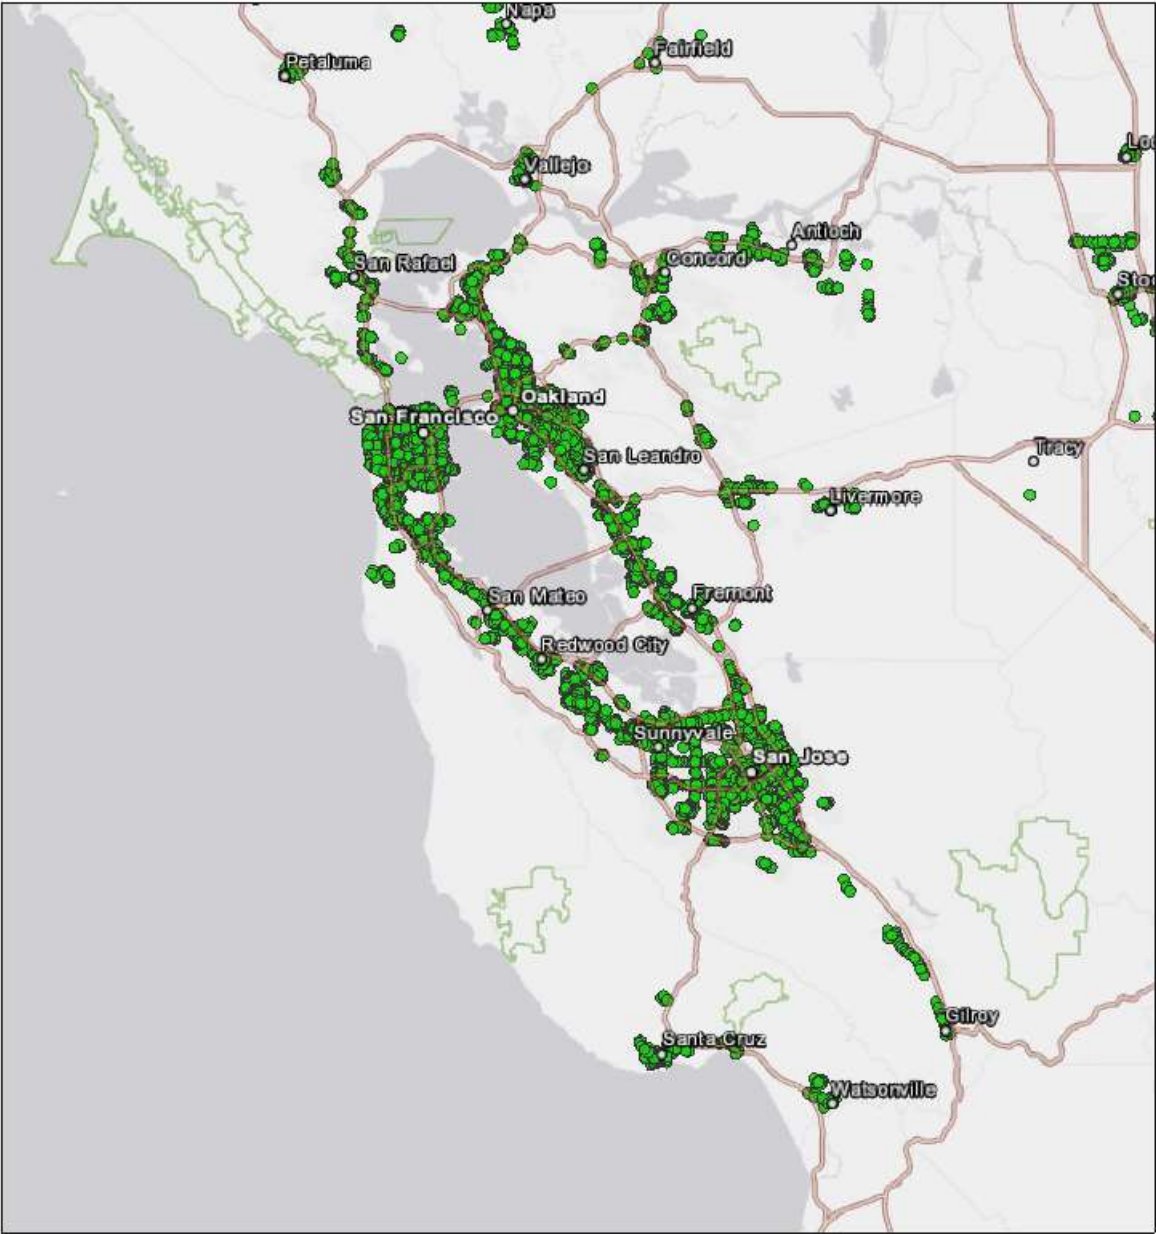 Napa
Fairfield
Petaluma
Vallejo
Antioch
San Rafael
Concord
Oakland
San Francisco
San Leandro
Tracy
Livermore
San Mateo
Fremont
Redwood City
Sunnyvale
San Jose
Gilroy
Santa Cruz
Watsonville